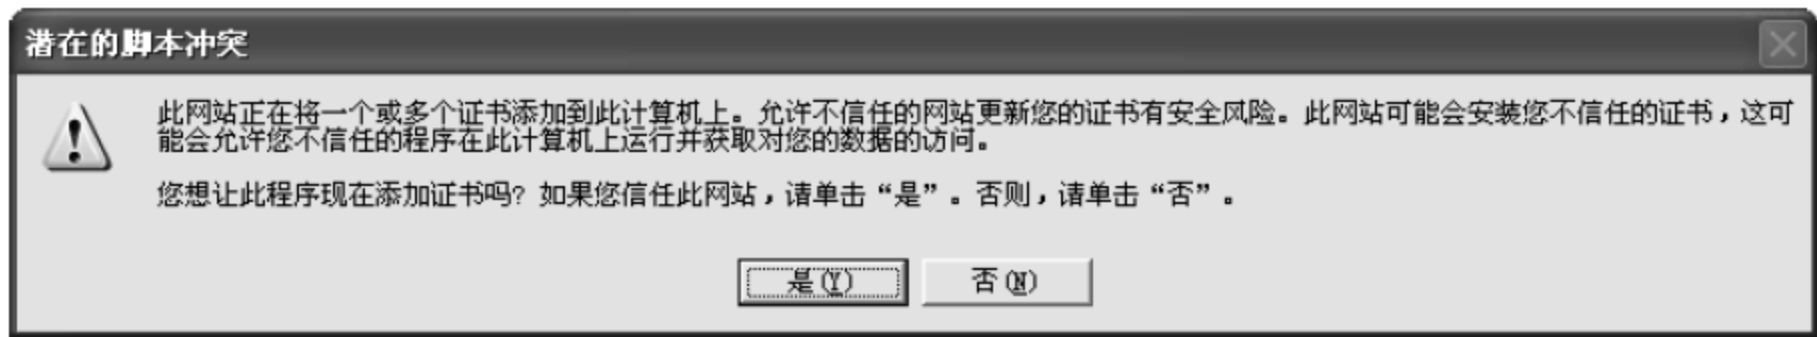 潜在的脚本冲突
此网站正在将一个或多个证书添加到此计算机上。允许不信任的网站更新您的证书有安全风险。此网站可能会安装您不信任的证书，这可
能会允许您不信任的程序在此计算机上运行并获取对您的数据的访问。
您想让此程序现在添加证书吗? 如果您信任此网站，请单击“是”。否则，请单击“否”。
是(Y) 否(N)